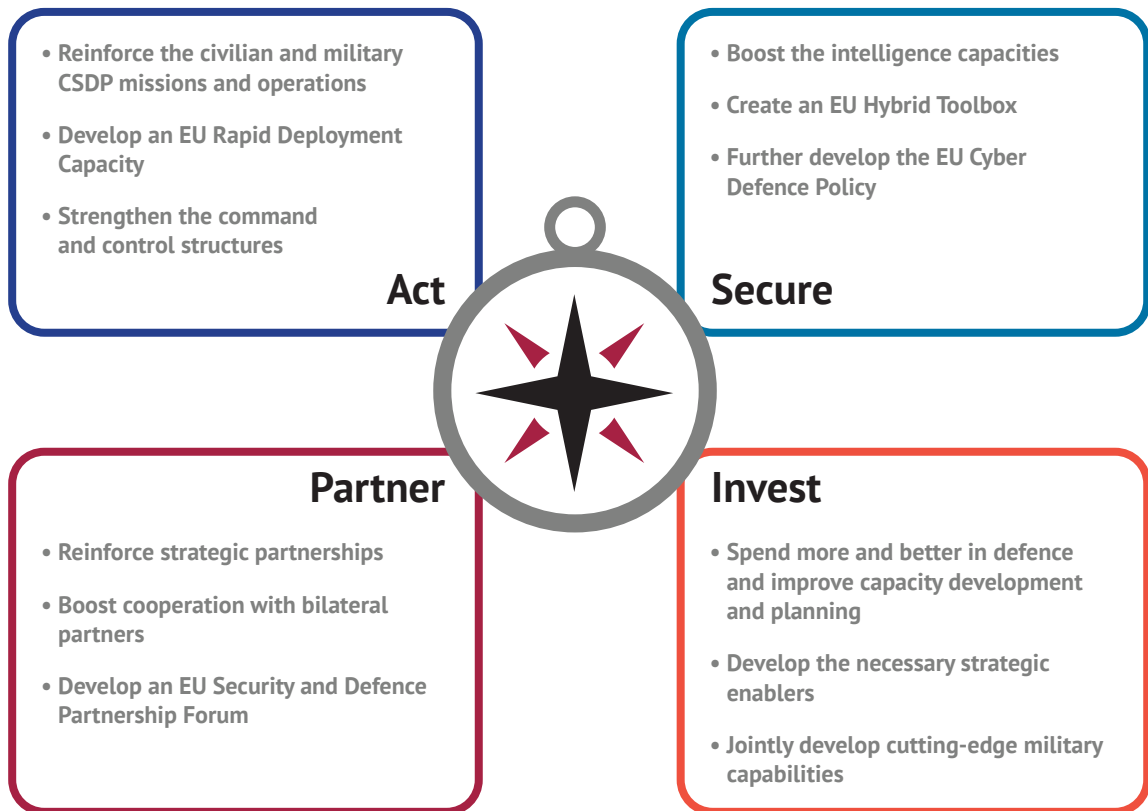 • Reinforce the civilian and military
CSDP missions and operations
• Develop an EU Rapid Deployment
Capacity
• Strengthen the command
and control structures
Act
• Boost the intelligence capacities
• Create an EU Hybrid Toolbox
• Further develop the EU Cyber
Defence Policy
Secure
Partner
• Reinforce strategic partnerships
• Boost cooperation with bilateral
partners
• Develop an EU Security and Defence
Partnership Forum
Invest
• Spend more and better in defence
and improve capacity development
and planning
• Develop the necessary strategic
enablers
• Jointly develop cutting-edge military
capabilities